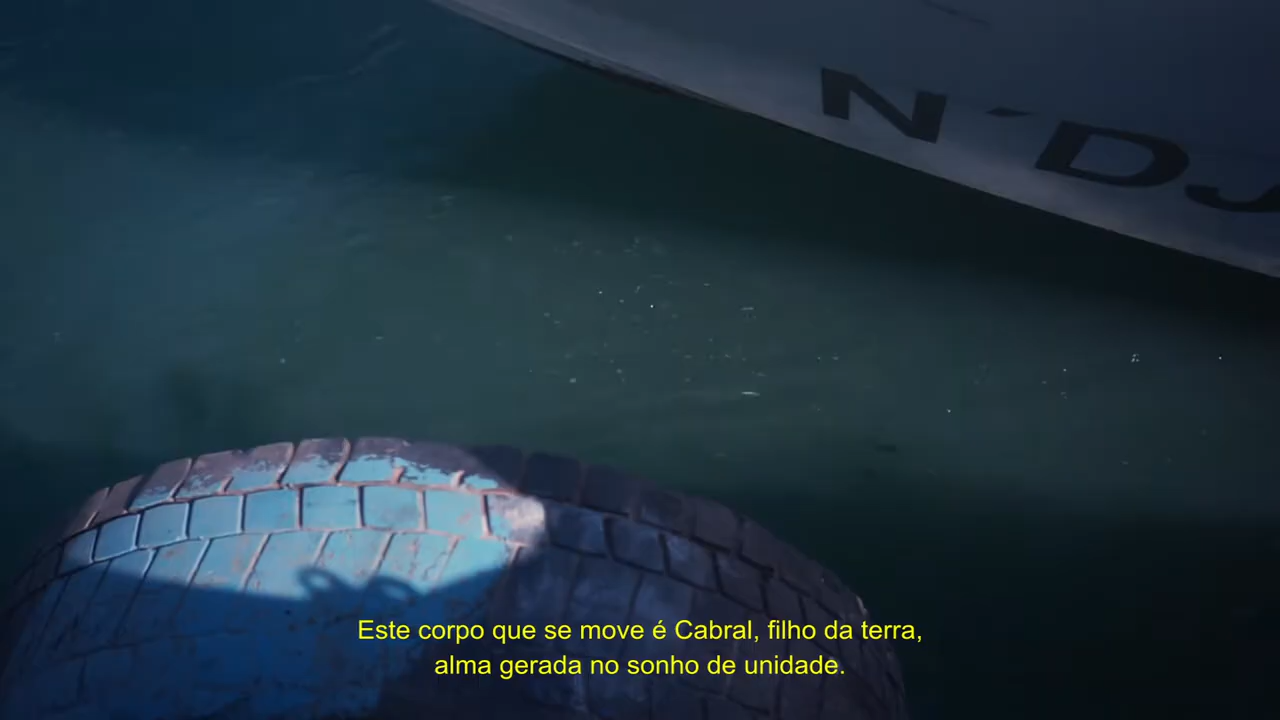 N´DJ
Este corpo que se move é Cabral, filho da terra,
alma gerada no sonho de unidade.